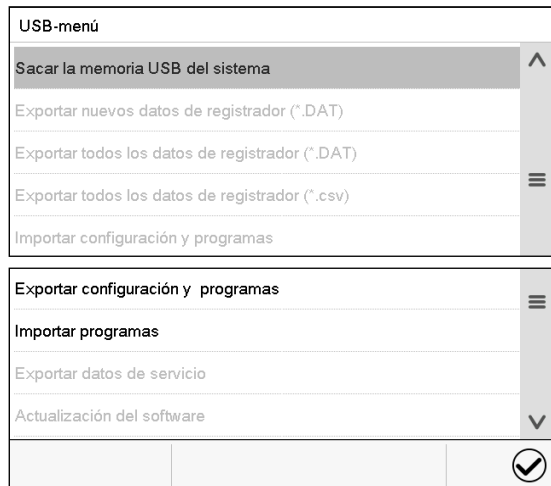 USB-menú
Sacar la memoria USB del sistema
Exportar nuevos datos de registrador (*.DAT)
Exportar todos los datos de registrador (*.DAT)
Exportar todos los datos de registrador (*.csv)
Importar configuración y programas
Exportar configuración y programas
Importar programas
Exportar datos de servicio
Actualización del software